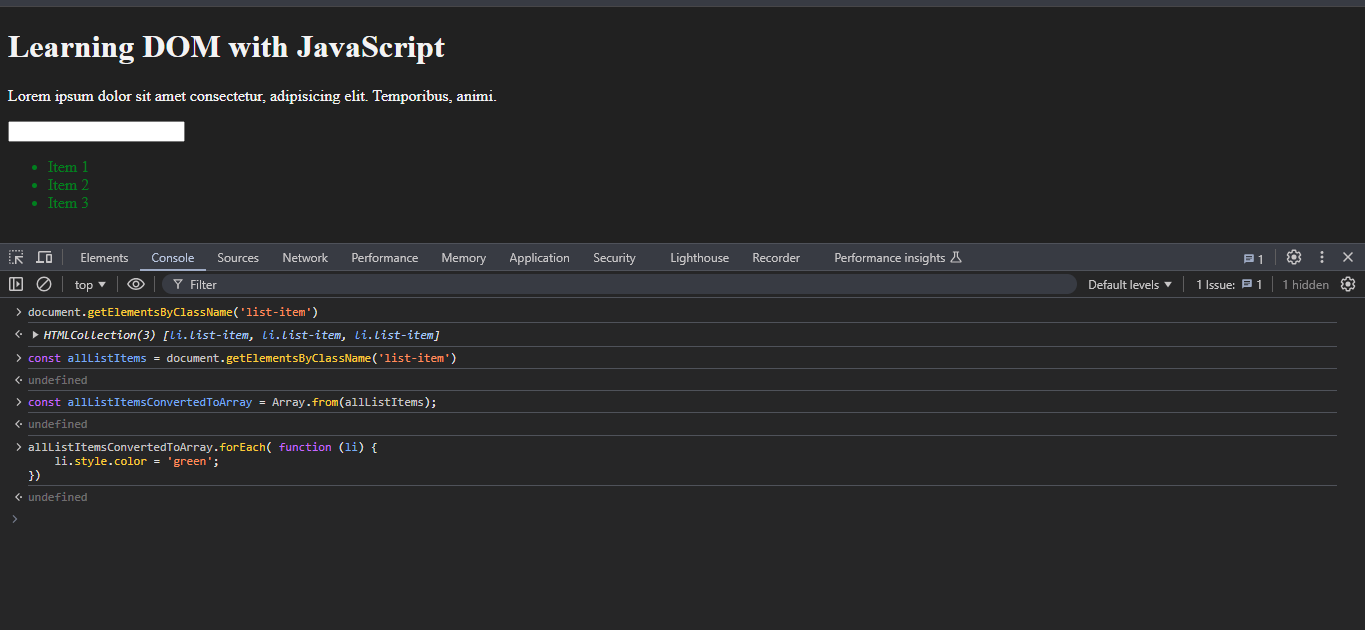 Learning DOM with JavaScript
Lorem ipsum dolor sit amet consectetur, adipisicing elit. Temporibus, animi.
Item 1
Item 2
Item 3
Elements Console Sources Network Performance Memory Application Security Lighthouse Recorder Performance insights 1
top Filter Default levels 1 Issue: 1 1 hidden
document.getElementsByClassName('list-item')
HTMLCollection(3) [li.list-item, li.list-item, li.list-item]
const allListItems = document.getElementsByClassName('list-item')
undefined
const allListItemsConvertedToArray = Array.from(allListItems);
undefined
allListItemsConvertedToArray.forEach( function (li) {
li.style.color = 'green';
})
undefined